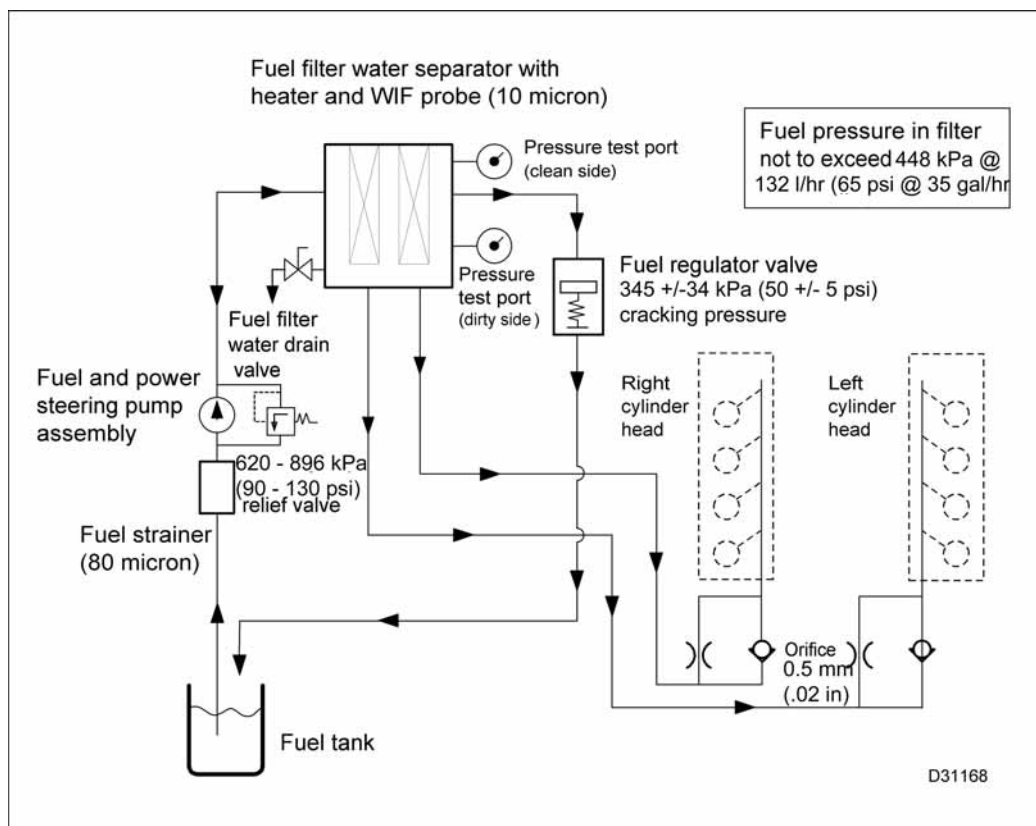 Fuel filter water separator with
heater and WIF probe (10 micron)
Pressure test port
(clean side)
Fuel pressure in filter
not to exceed 448 kPa @
132 l/hr (65 psi @ 35 gal/hr
Pressure
test port
(dirty side )
Fuel regulator valve
345 +/-34 kPa (50 +/- 5 psi)
cracking pressure
Fuel filter
water drain
valve
Fuel and power
steering pump
assembly
Right
cylinder
head
Left
cylinder
head
620 - 896 kPa
(90 - 130 psi)
relief valve
Fuel strainer
(80 micron)
Orifice
0.5 mm
(.02 in)
Fuel tank
D31168